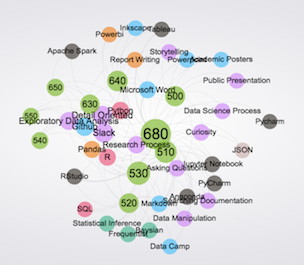 Inkscape
Tableau
Powerbi
Storytelling
Apache Spark
Report Writing
Academic Posters
640
Public Presentation
650
Microsoft Word
500
630
Python
Data Science Process
550
Detail Oriented
Exploratory Data Analysis
Pycharm
Github
Slack
680
Curiosity
540
Pandas
Research Process
510
JSON
R
Jupyter Notebook
Asking Questions
RStudio
530
PyCharm
Anaconda
Searching Documentation
520
Markdown
SQL
Data Manipulation
Statistical Inference
Baysian
Frequentist
Data Camp